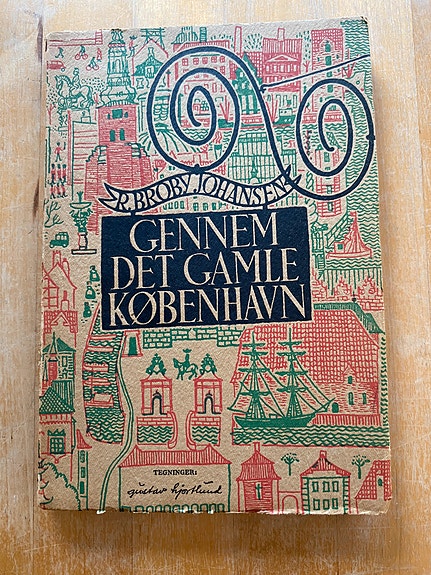 R. BROBY JOHANSEN
GENNEM
DET GAMLE
KØBENHAVN
TEGNINGER:
gustav hjortlund